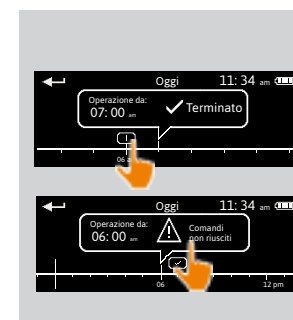 Oggi 11:34 am
Operazione da:
07:00 am
Terminato
06 am
Oggi 11:34 am
Operazione da:
06:00 am
Comandi
non riusciti
06
12 pm